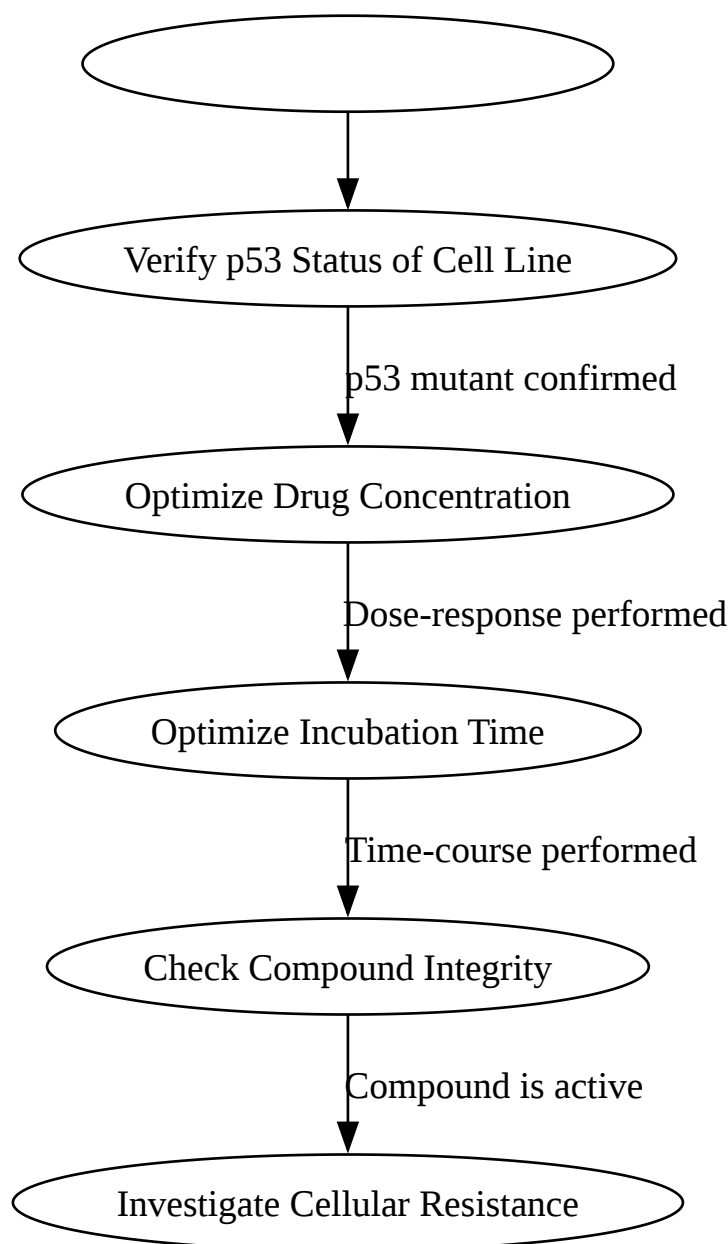 Verify p53 Status of Cell Line
p53 mutant confirmed
Optimize Drug Concentration
Dose-response performed
Optimize Incubation Time
Time-course performed
Check Compound Integrity
Compound is active
Investigate Cellular Resistance